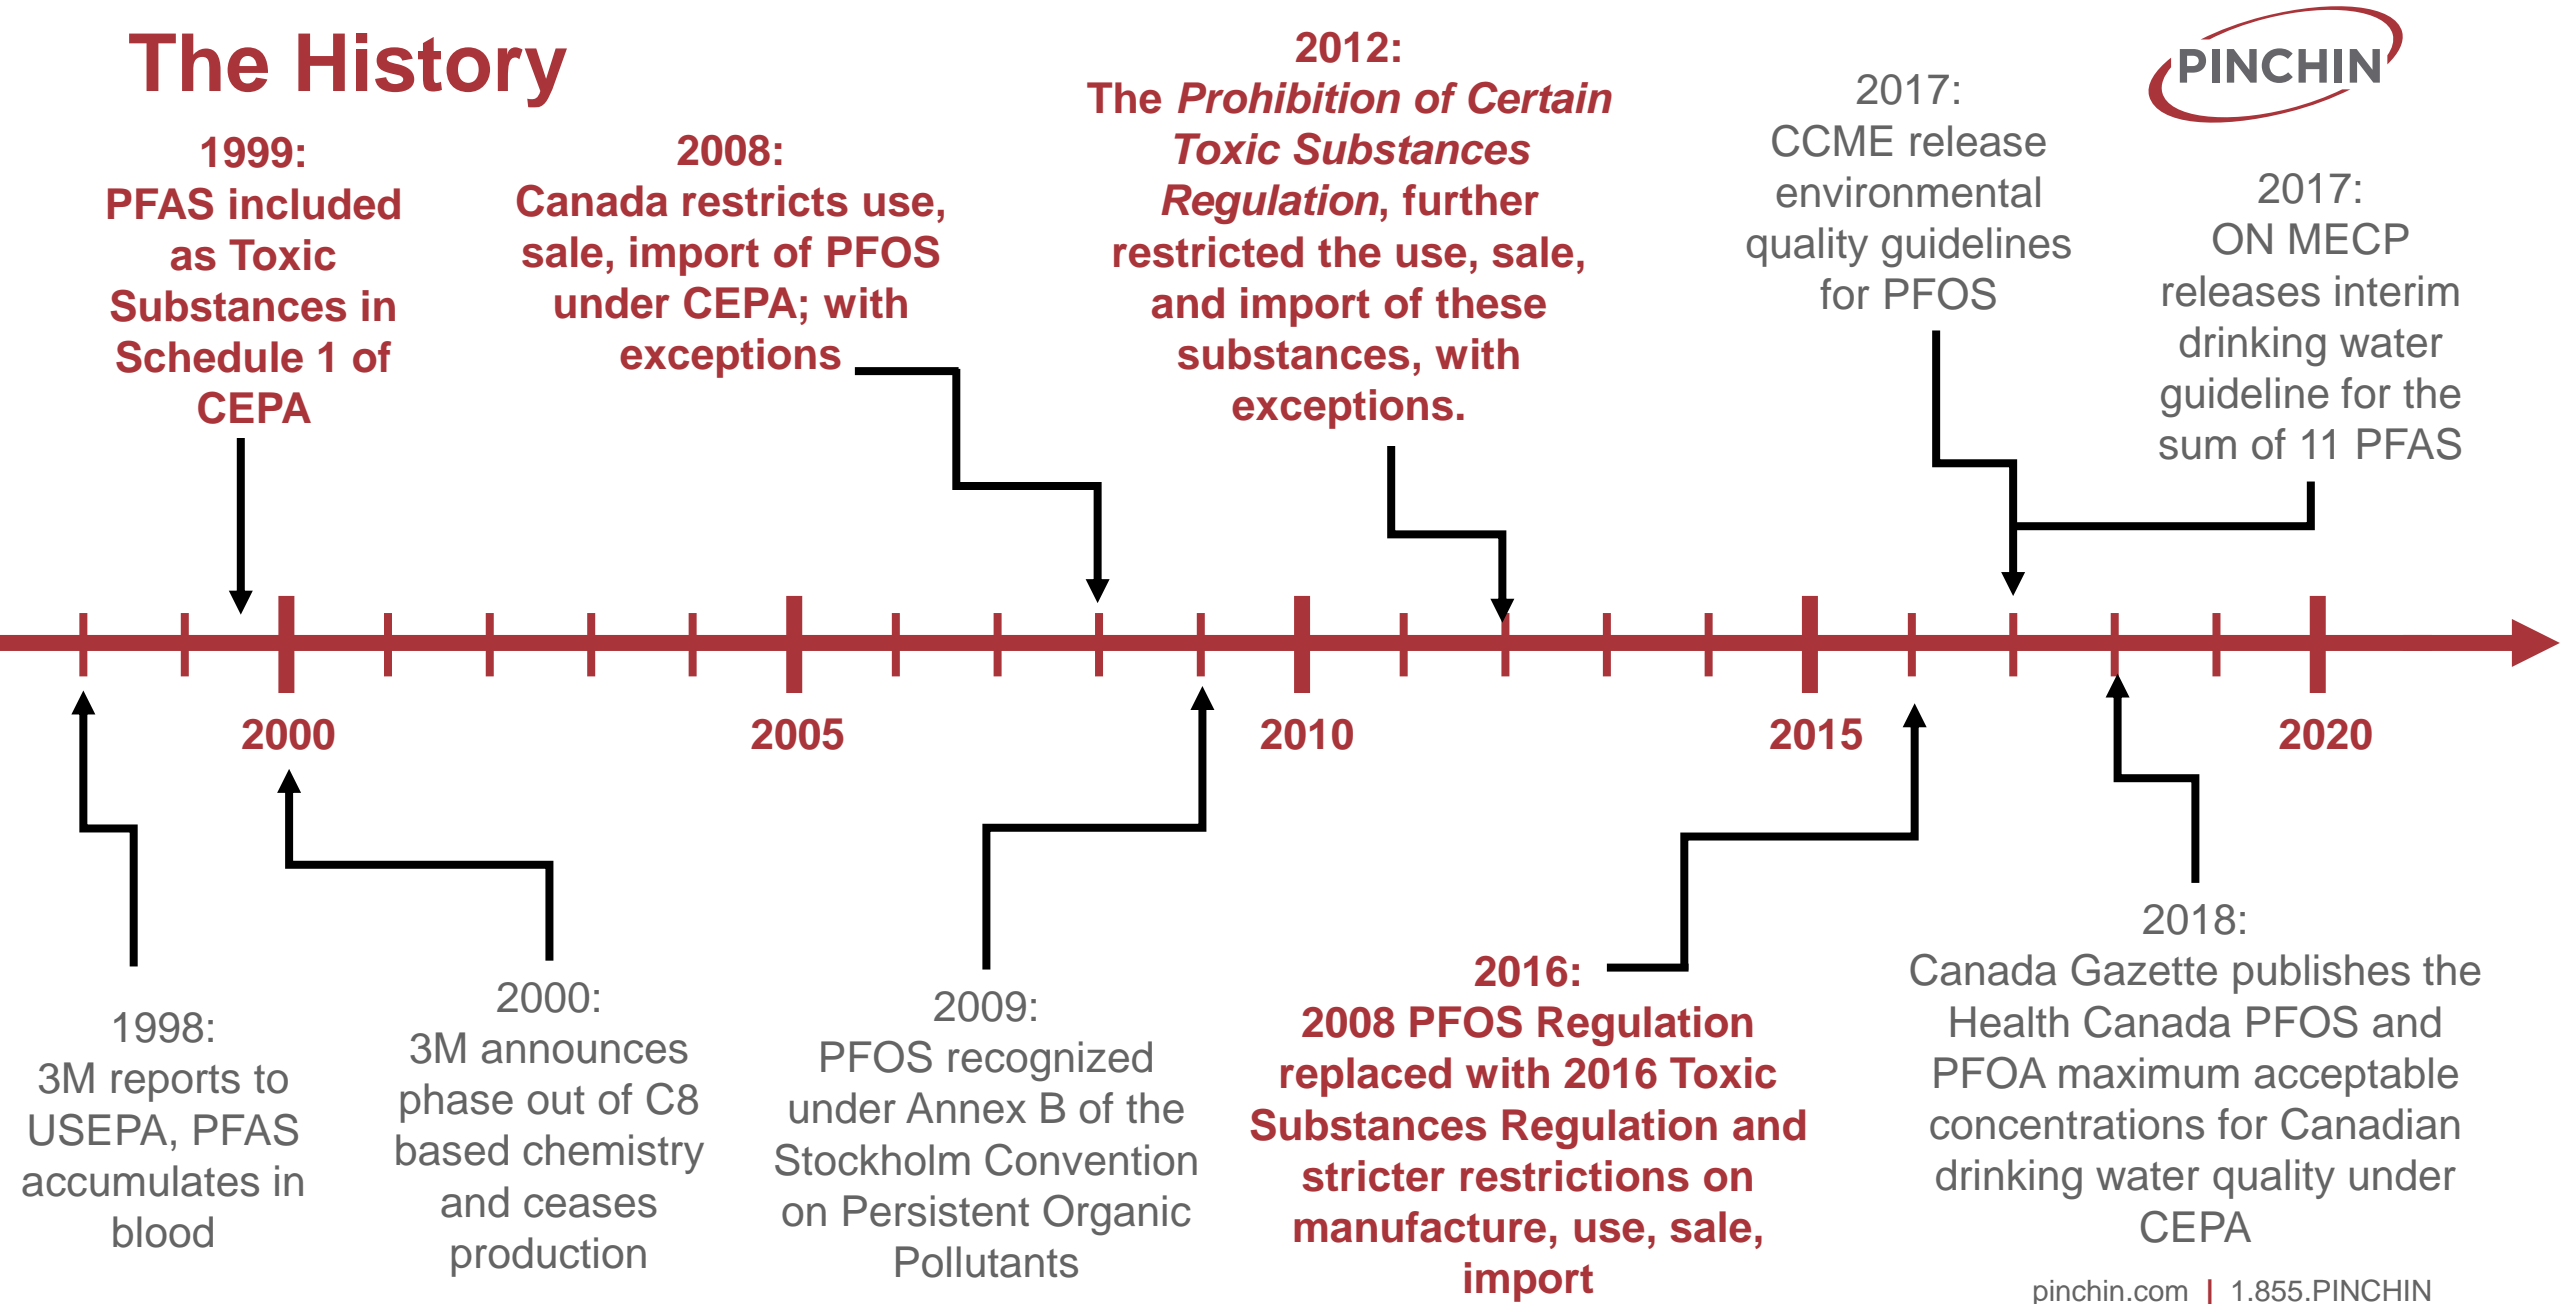 The History
PINCHIN
1999:
PFAS included
as Toxic
Substances in
Schedule 1 of
CEPA
2008:
Canada restricts use,
sale, import of PFOS
under CEPA; with
exceptions
2012:
The Prohibition of Certain
Toxic Substances
Regulation, further
restricted the use, sale,
and import of these
substances, with
exceptions.
2017:
CCME release
environmental
quality guidelines
for PFOS
2017:
ON MECP
releases interim
drinking water
guideline for the
sum of 11 PFAS
2000
2005
2010
2015
2020
1998:
3M reports to
USEPA, PFAS
accumulates in
blood
2000:
3M announces
phase out of C8
based chemistry
and ceases
production
2009:
PFOS recognized
under Annex B of the
Stockholm Convention
on Persistent Organic
Pollutants
2016:
2008 PFOS Regulation
replaced with 2016 Toxic
Substances Regulation and
stricter restrictions on
manufacture, use, sale,
import
2018:
Canada Gazette publishes the
Health Canada PFOS and
PFOA maximum acceptable
concentrations for Canadian
drinking water quality under
CEPA
pinchin.com | 1.855.PINCHIN